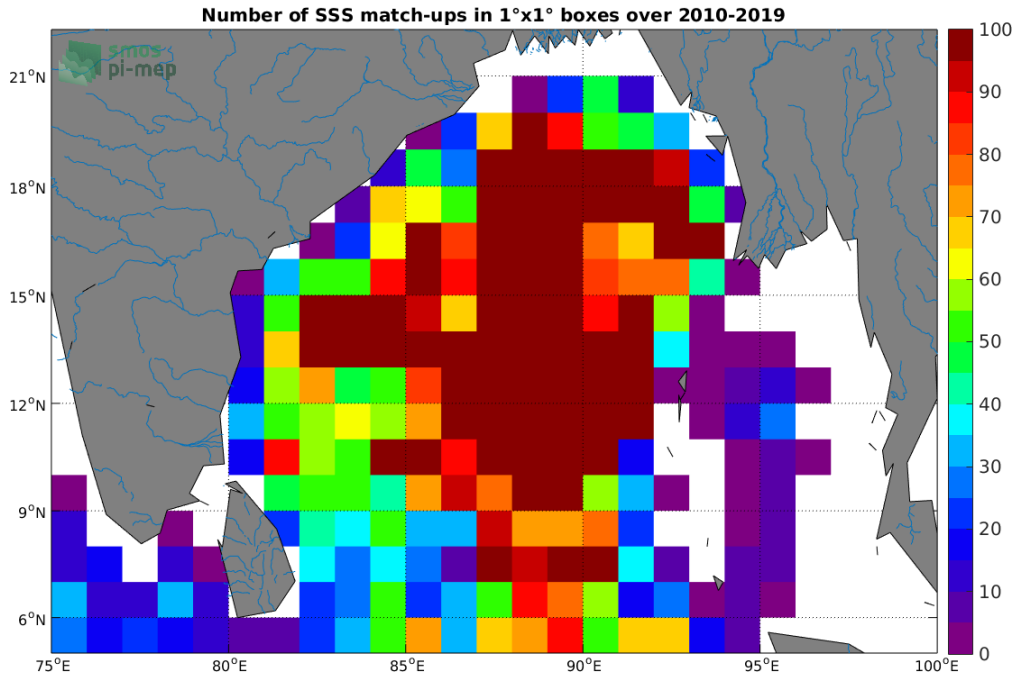 Number of SSS match-ups in 1°x1° boxes over 2010-2019
smos
pi-mep
21°N
18°N
15°N
12°N
9°N
6°N
75°E 80°E 85°E 90°E 95°E 100°E
100
90
80
70
60
50
40
30
20
10
0